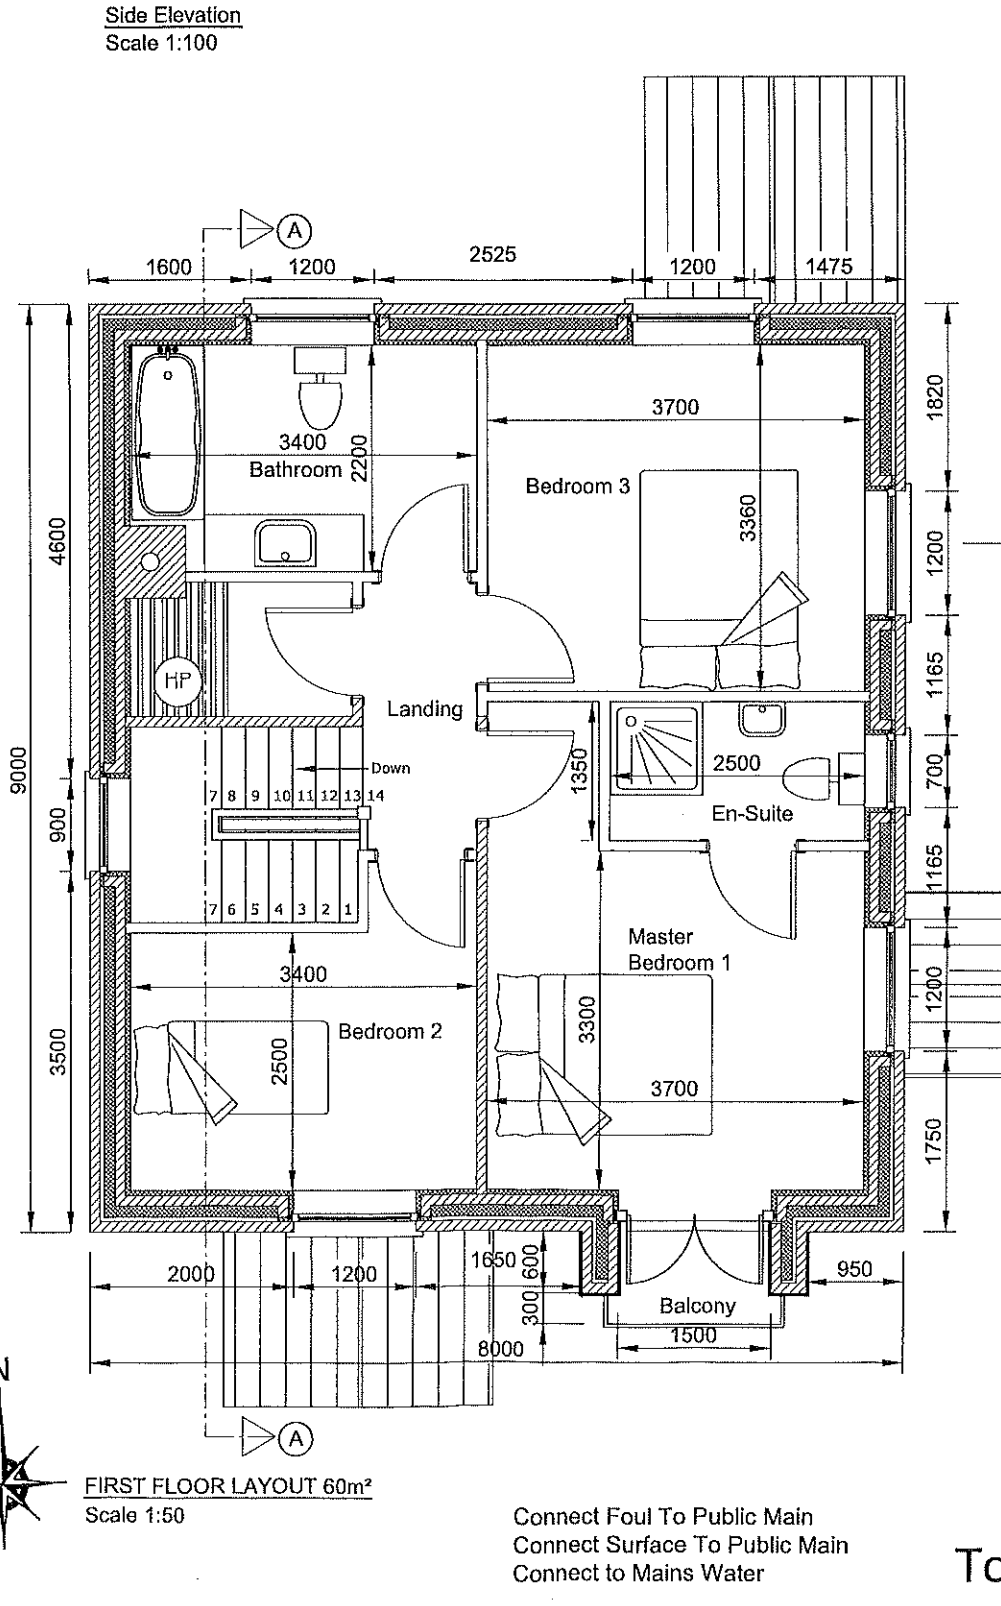 Side Elevation
Scale 1:100
A
1600 1200 2525 1200 1475
3700
3400
Bathroom
2200
Bedroom 3
3360
1820
1200
1165
700
1165
1200
1750
4600
9000
900
3500
HP
Landing
Down
7 8 9 10 11 12 13 14
7 6 5 4 3 2 1
1350
2500
En-Suite
Master
Bedroom 1
3400
Bedroom 2
2500
3300
3700
2000 1200 1650 600 950
300
Balcony
1500
8000
A
N
FIRST FLOOR LAYOUT 60m²
Scale 1:50
Connect Foul To Public Main
Connect Surface To Public Main
Connect to Mains Water